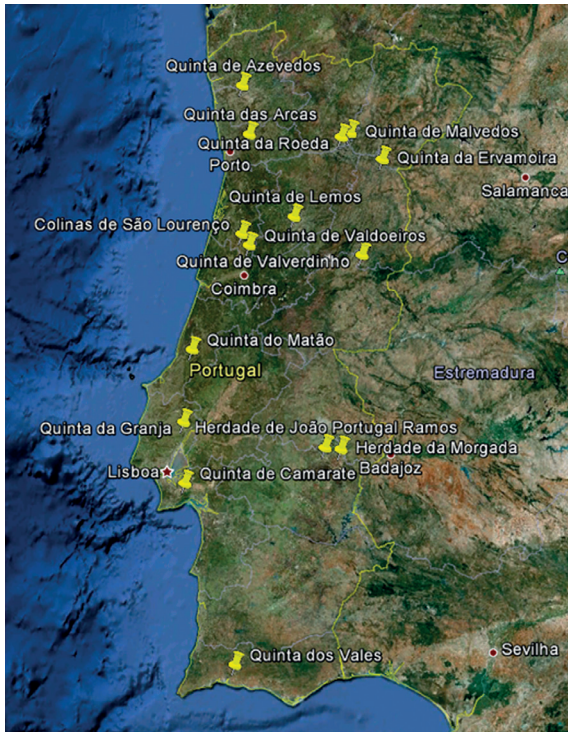 Quinta de Azevedos
Quinta das Arcas
Quinta da Roeda
Quinta de Malvedos
Porto
Quinta da Ervamoira
Salamanca
Quinta de Lemos
Colinas de São Lourenço
Quinta de Valdoeiros
Quinta de Valverdinho
C
Coimbra
Quinta do Matão
Portugal
Estremadura
Quinta da Granja
Herdade de João Portugal Ramos
Herdade da Morgada
Lisboa
Quinta de Camarate
Badajoz
Quinta dos Vales
Sevilha